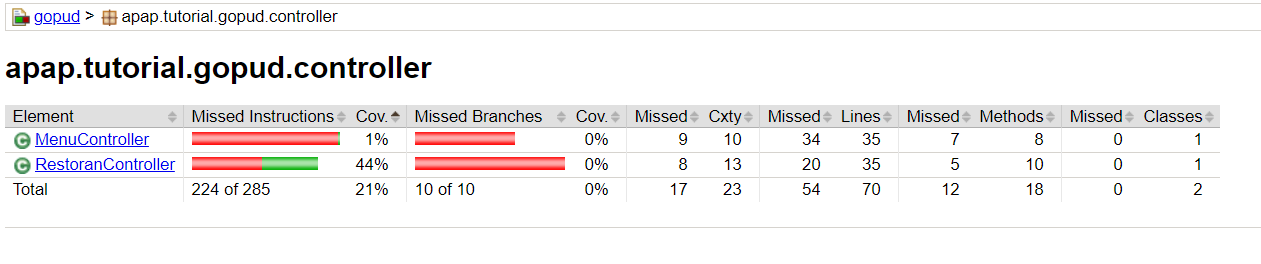 gopud > apap.tutorial.gopud.controller
apap.tutorial.gopud.controller
Element Missed Instructions Cov. Missed Branches Cov. Missed Cxty Missed Lines Missed Methods Missed Classes
MenuController 1% 0% 9 10 34 35 7 8 0 1
RestoranController 44% 0% 8 13 20 35 5 10 0 1
Total 224 of 285 21% 10 of 10 0% 17 23 54 70 12 18 0 2